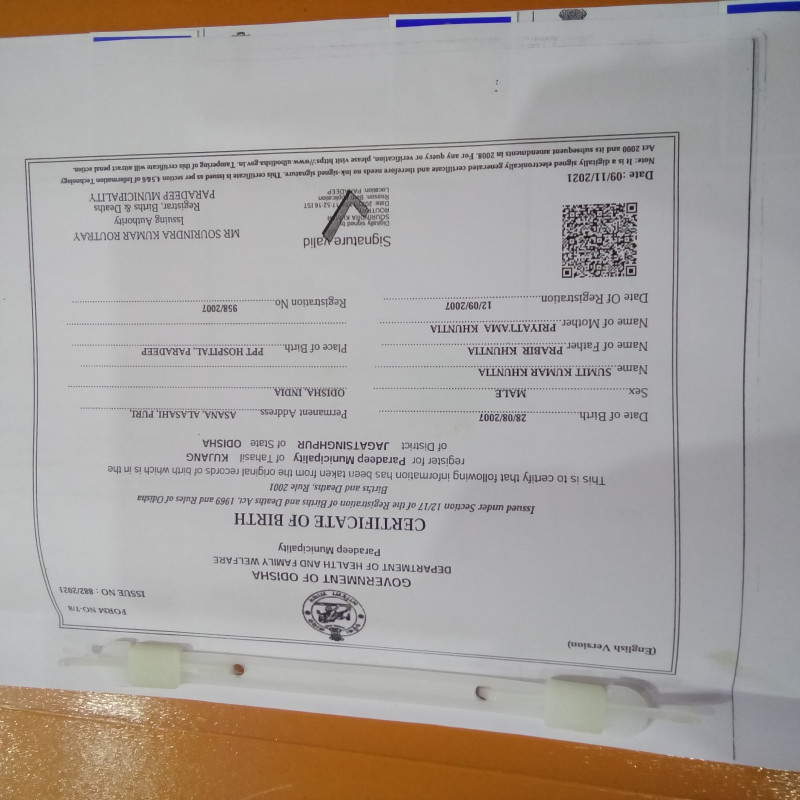 (English Version)
FORM NO-7/8
ISSUE NO : 882/2021
GOVERNMENT OF ODISHA
DEPARTMENT OF HEALTH AND FAMILY WELFARE
Paradeep Municipality
CERTIFICATE OF BIRTH
Issued under Section 12/17 of the Registration of Births and Deaths Act, 1969 and Rules of Odisha
Births and Deaths, Rule 2001
This is to certify that following information has been taken from the original records of birth which is in the
register for Paradeep Municipality of Tahasil KUJANG
of District JAGATSINGHPUR of State ODISHA
Date of Birth 28/08/2007 Permanent Address ASANA, ALASAHI, PURI,
Sex MALE ODISHA, INDIA
Name SUMIT KUMAR KHUNTIA
Name of Father PRABIR KHUNTIA Place of Birth PPT HOSPITAL, PARADEEP
Name of Mother PRIYATTAMA KHUNTIA
Date Of Registration 12/09/2007 Registration No 958/2007
Signature valid
Digitally signed by
SOURINDRA KUMAR
Location: PARADEEP
MR SOURINDRA KUMAR ROUTRAY
Issuing Authority
Registrar, Births & Deaths
PARADEEP MUNICIPALITY
Date : 09/11/2021
Note: It is a digitally signed electronically generated certificate and therefore needs no ink-signed signature. This certificate is issued as per section 4,5&6 of Information Technology
Act 2000 and its subsequent amendments in 2008. For any query or verification, please visit https://www.ulbodisha.gov.in. Tampering of this certificate will attract penal action.